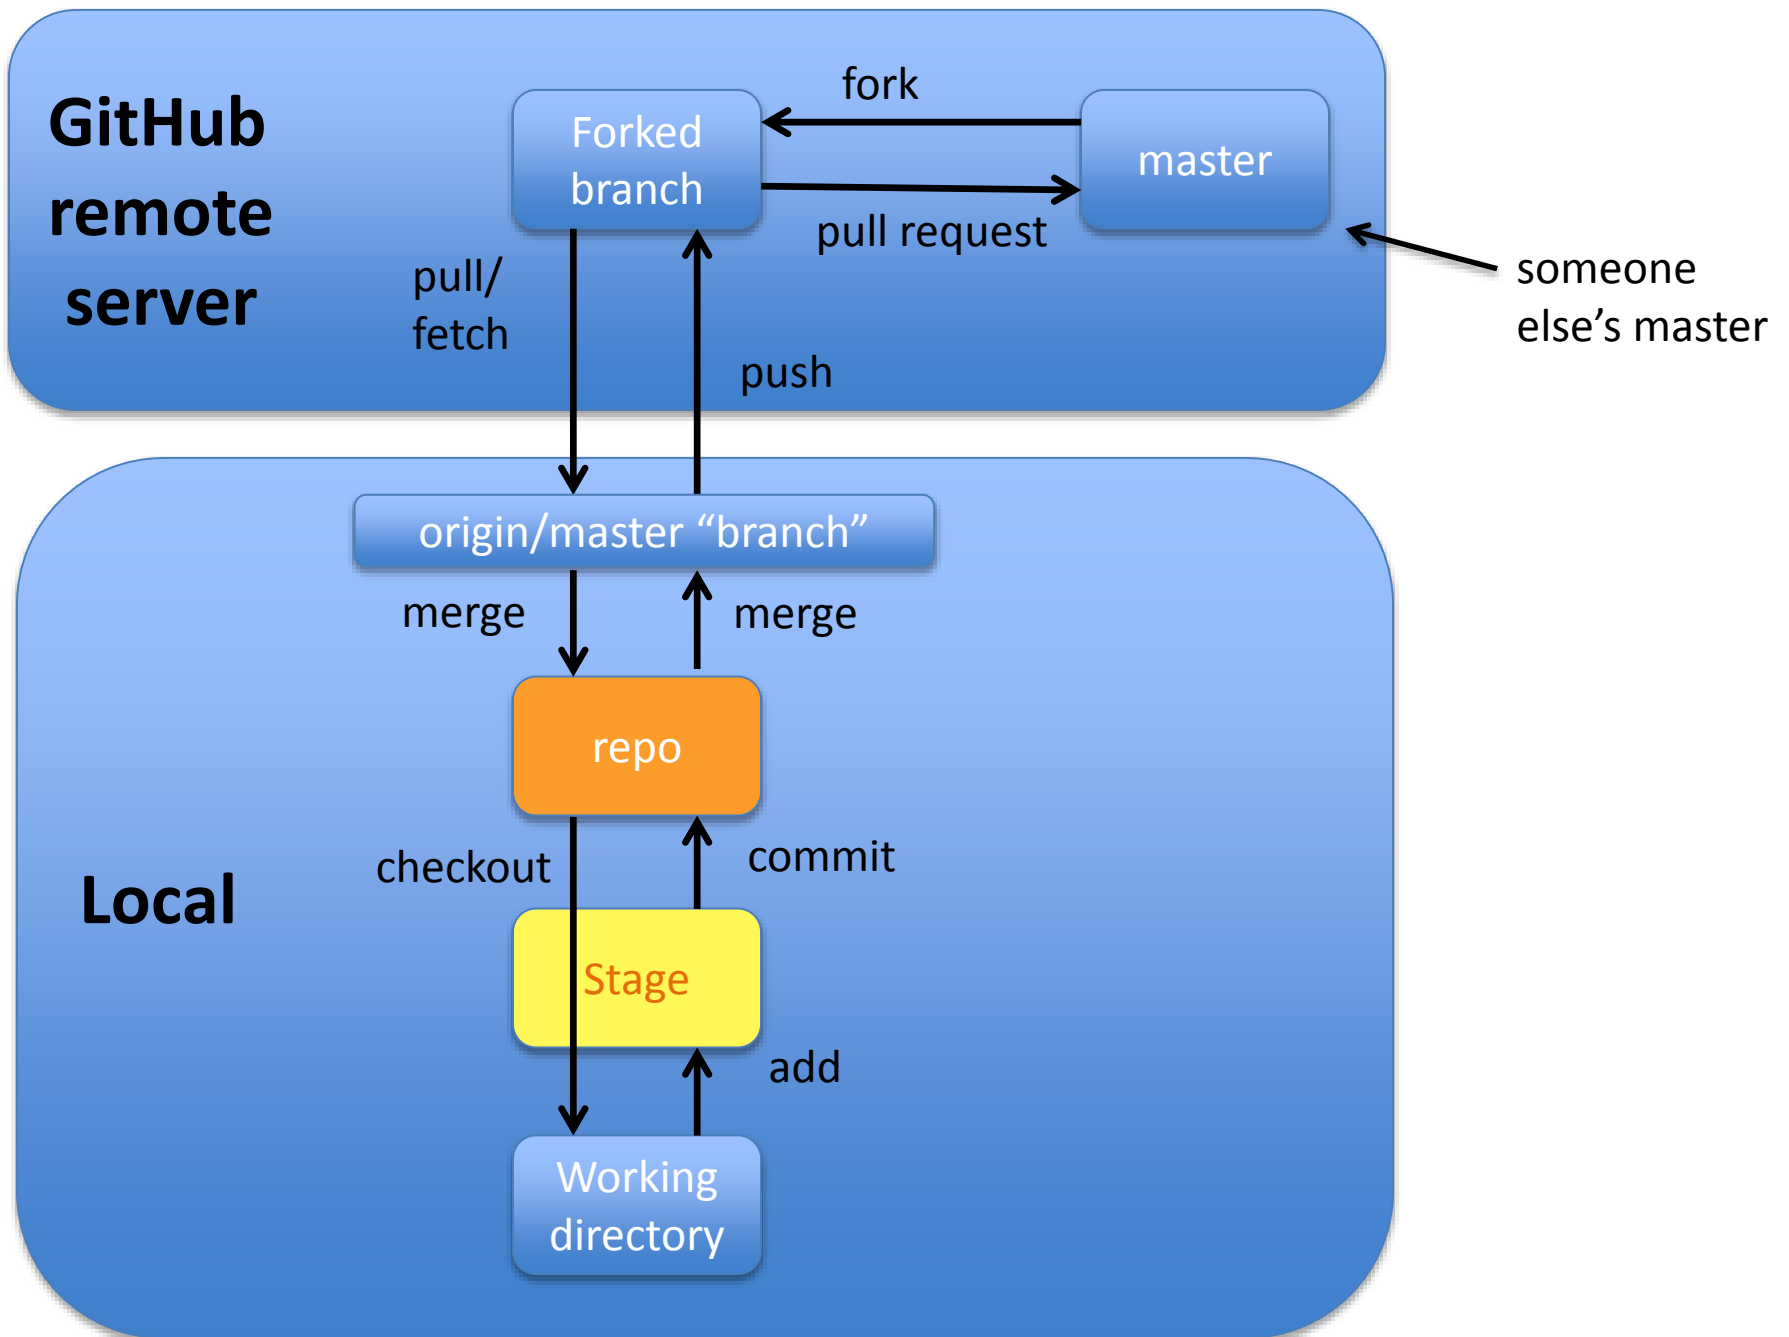 GitHub
remote
server
fork
Forked
branch
master
pull request
someone
else’s master
pull/
fetch
push
origin/master “branch”
merge
merge
repo
checkout
commit
Local
Stage
add
Working
directory